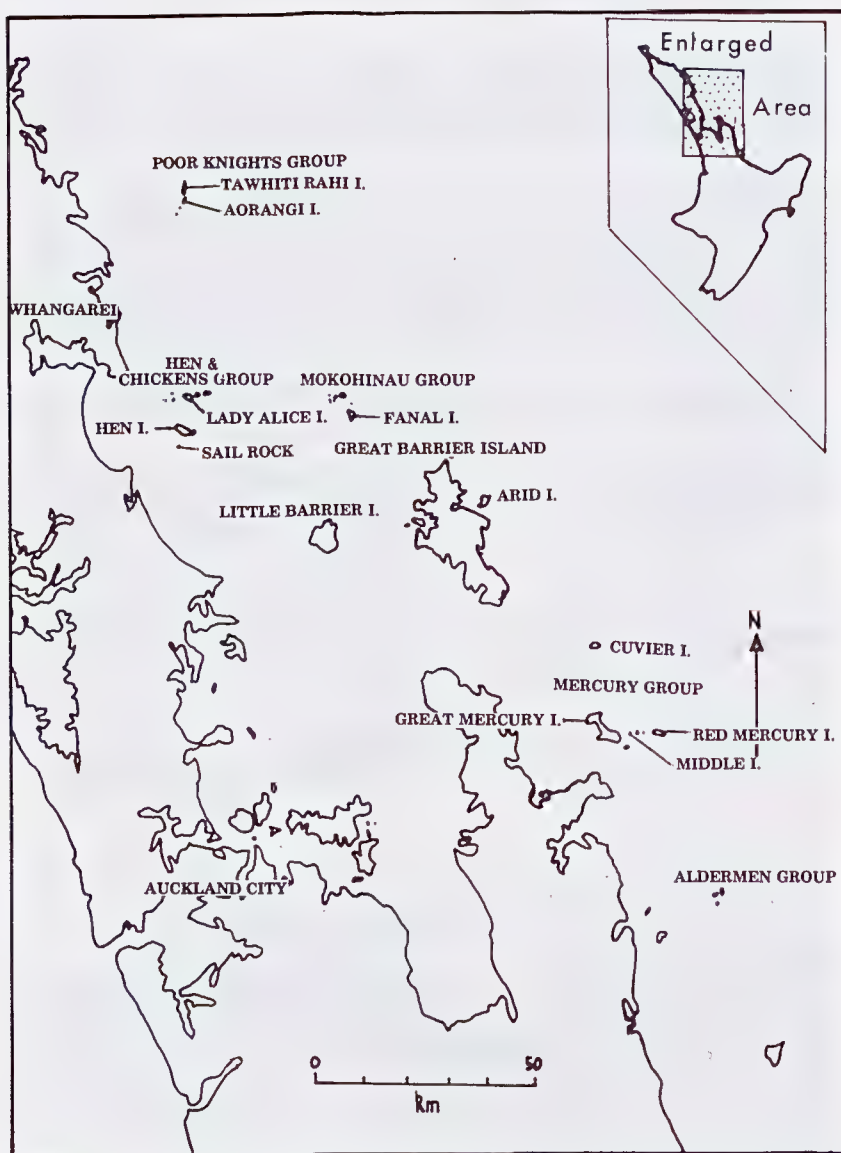 Enlarged
Area
POOR KNIGHTS GROUP
TAWHITI RAHI I.
AORANGI I.
WHANGAREI
HEN &
CHICKENS GROUP
MOKOHINAU GROUP
LADY ALICE I.
FANAL I.
HEN I.
SAIL ROCK
GREAT BARRIER ISLAND
ARID I.
LITTLE BARRIER I.
N
CUVIER I.
MERCURY GROUP
GREAT MERCURY I.
RED MERCURY I.
MIDDLE I.
AUCKLAND CITY
ALDERMEN GROUP
0 50
Km